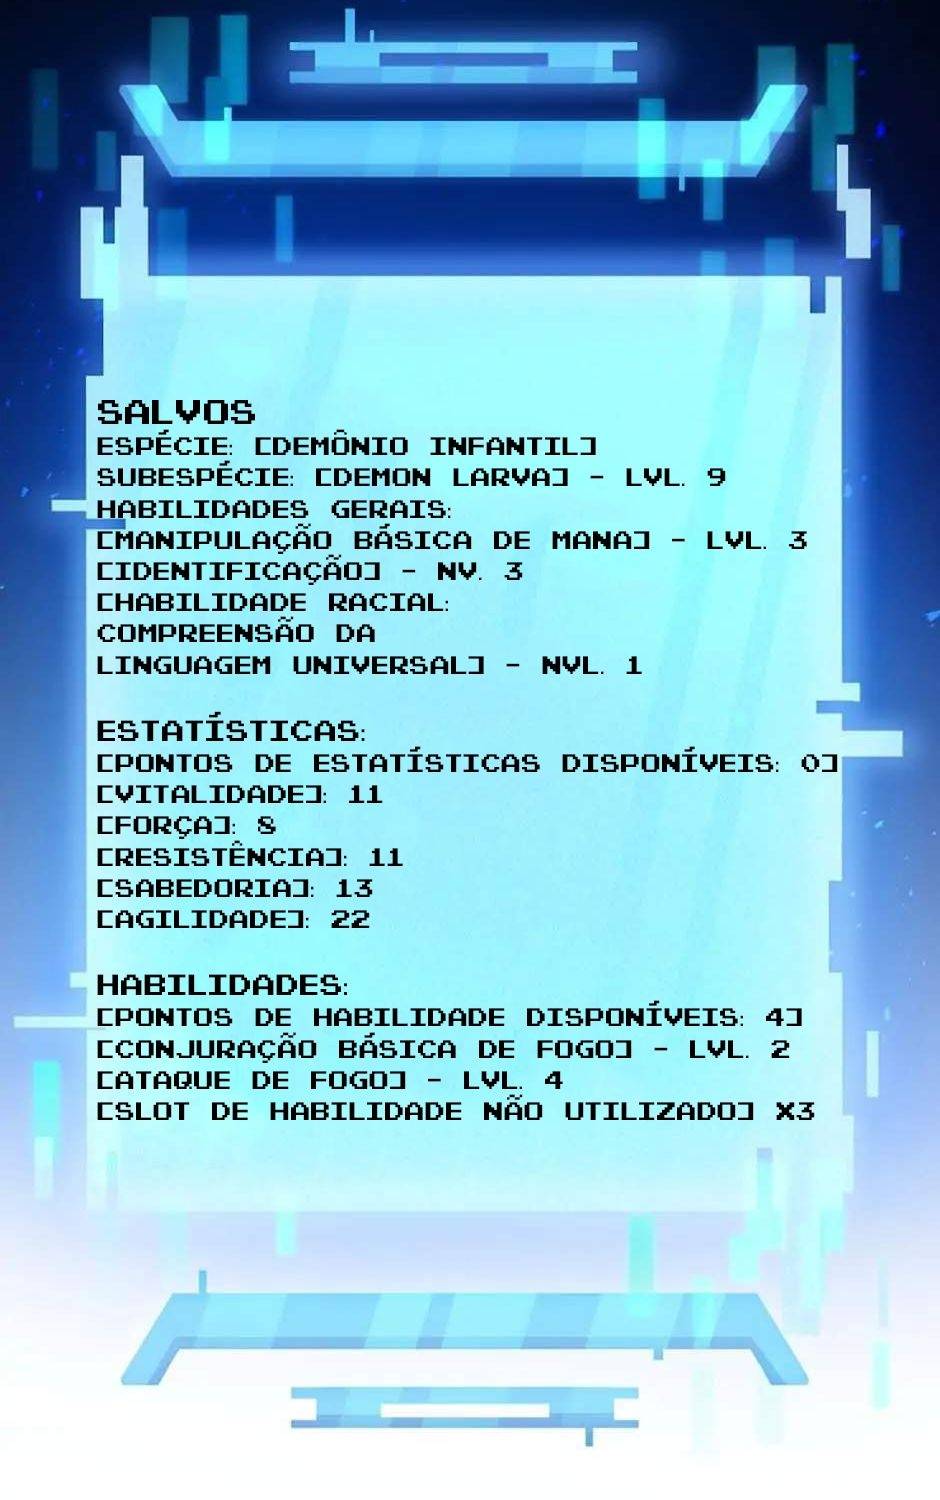 SALVOS
ESPÉCIE: [DEMÔNIO INFANTIL]
SUBESPÉCIE: [DEMON LARVA] - LVL. 9
HABILIDADES GERAIS:
[MANIPULAÇÃO BÁSICA DE MANA] - LVL. 3
[IDENTIFICAÇÃO] - NV. 3
[HABILIDADE RACIAL:
COMPREENSÃO DA
LINGUAGEM UNIVERSAL] - NVL. 1
ESTATÍSTICAS:
[PONTOS DE ESTATÍSTICAS DISPONÍVEIS: 0]
[VITALIDADE]: 11
[FORÇA]: 8
[RESISTÊNCIA]: 11
[SABEDORIA]: 13
[AGILIDADE]: 22
HABILIDADES:
[PONTOS DE HABILIDADE DISPONÍVEIS: 4]
[CONJURAÇÃO BÁSICA DE FOGO] - LVL. 2
[ATAQUE DE FOGO] - LVL. 4
[SLOT DE HABILIDADE NÃO UTILIZADO] X3